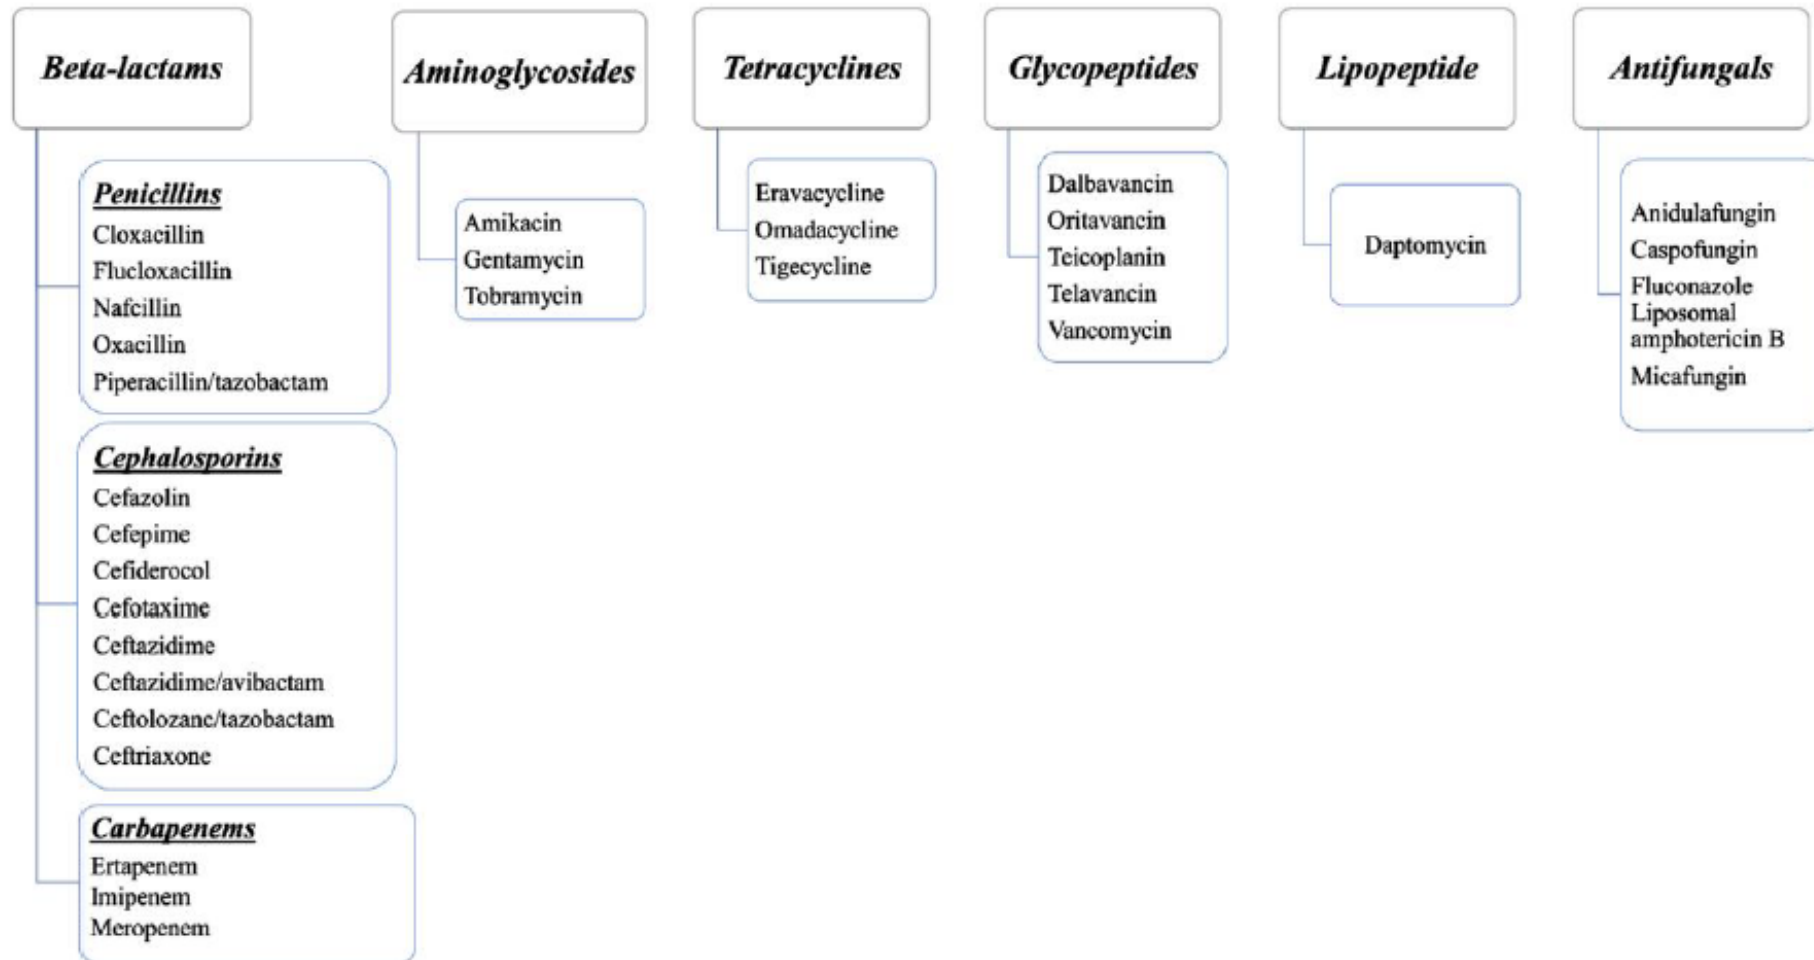 Beta-lactams
Penicillins
Cloxacillin
Flucloxacillin
Nafcillin
Oxacillin
Piperacillin/tazobactam
Cephalosporins
Cefazolin
Cefepime
Cefiderocol
Cefotaxime
Ceftazidime
Ceftazidime/avibactam
Ceftolozane/tazobactam
Ceftriaxone
Carbapenems
Ertapenem
Imipenem
Meropenem
Aminoglycosides
Amikacin
Gentamycin
Tobramycin
Tetracyclines
Eravacycline
Omadacycline
Tigecycline
Glycopeptides
Dalbavancin
Oritavancin
Teicoplanin
Telavancin
Vancomycin
Lipopeptide
Daptomycin
Antifungals
Anidulafungin
Caspofungin
Fluconazole
Liposomal
amphotericin B
Micafungin